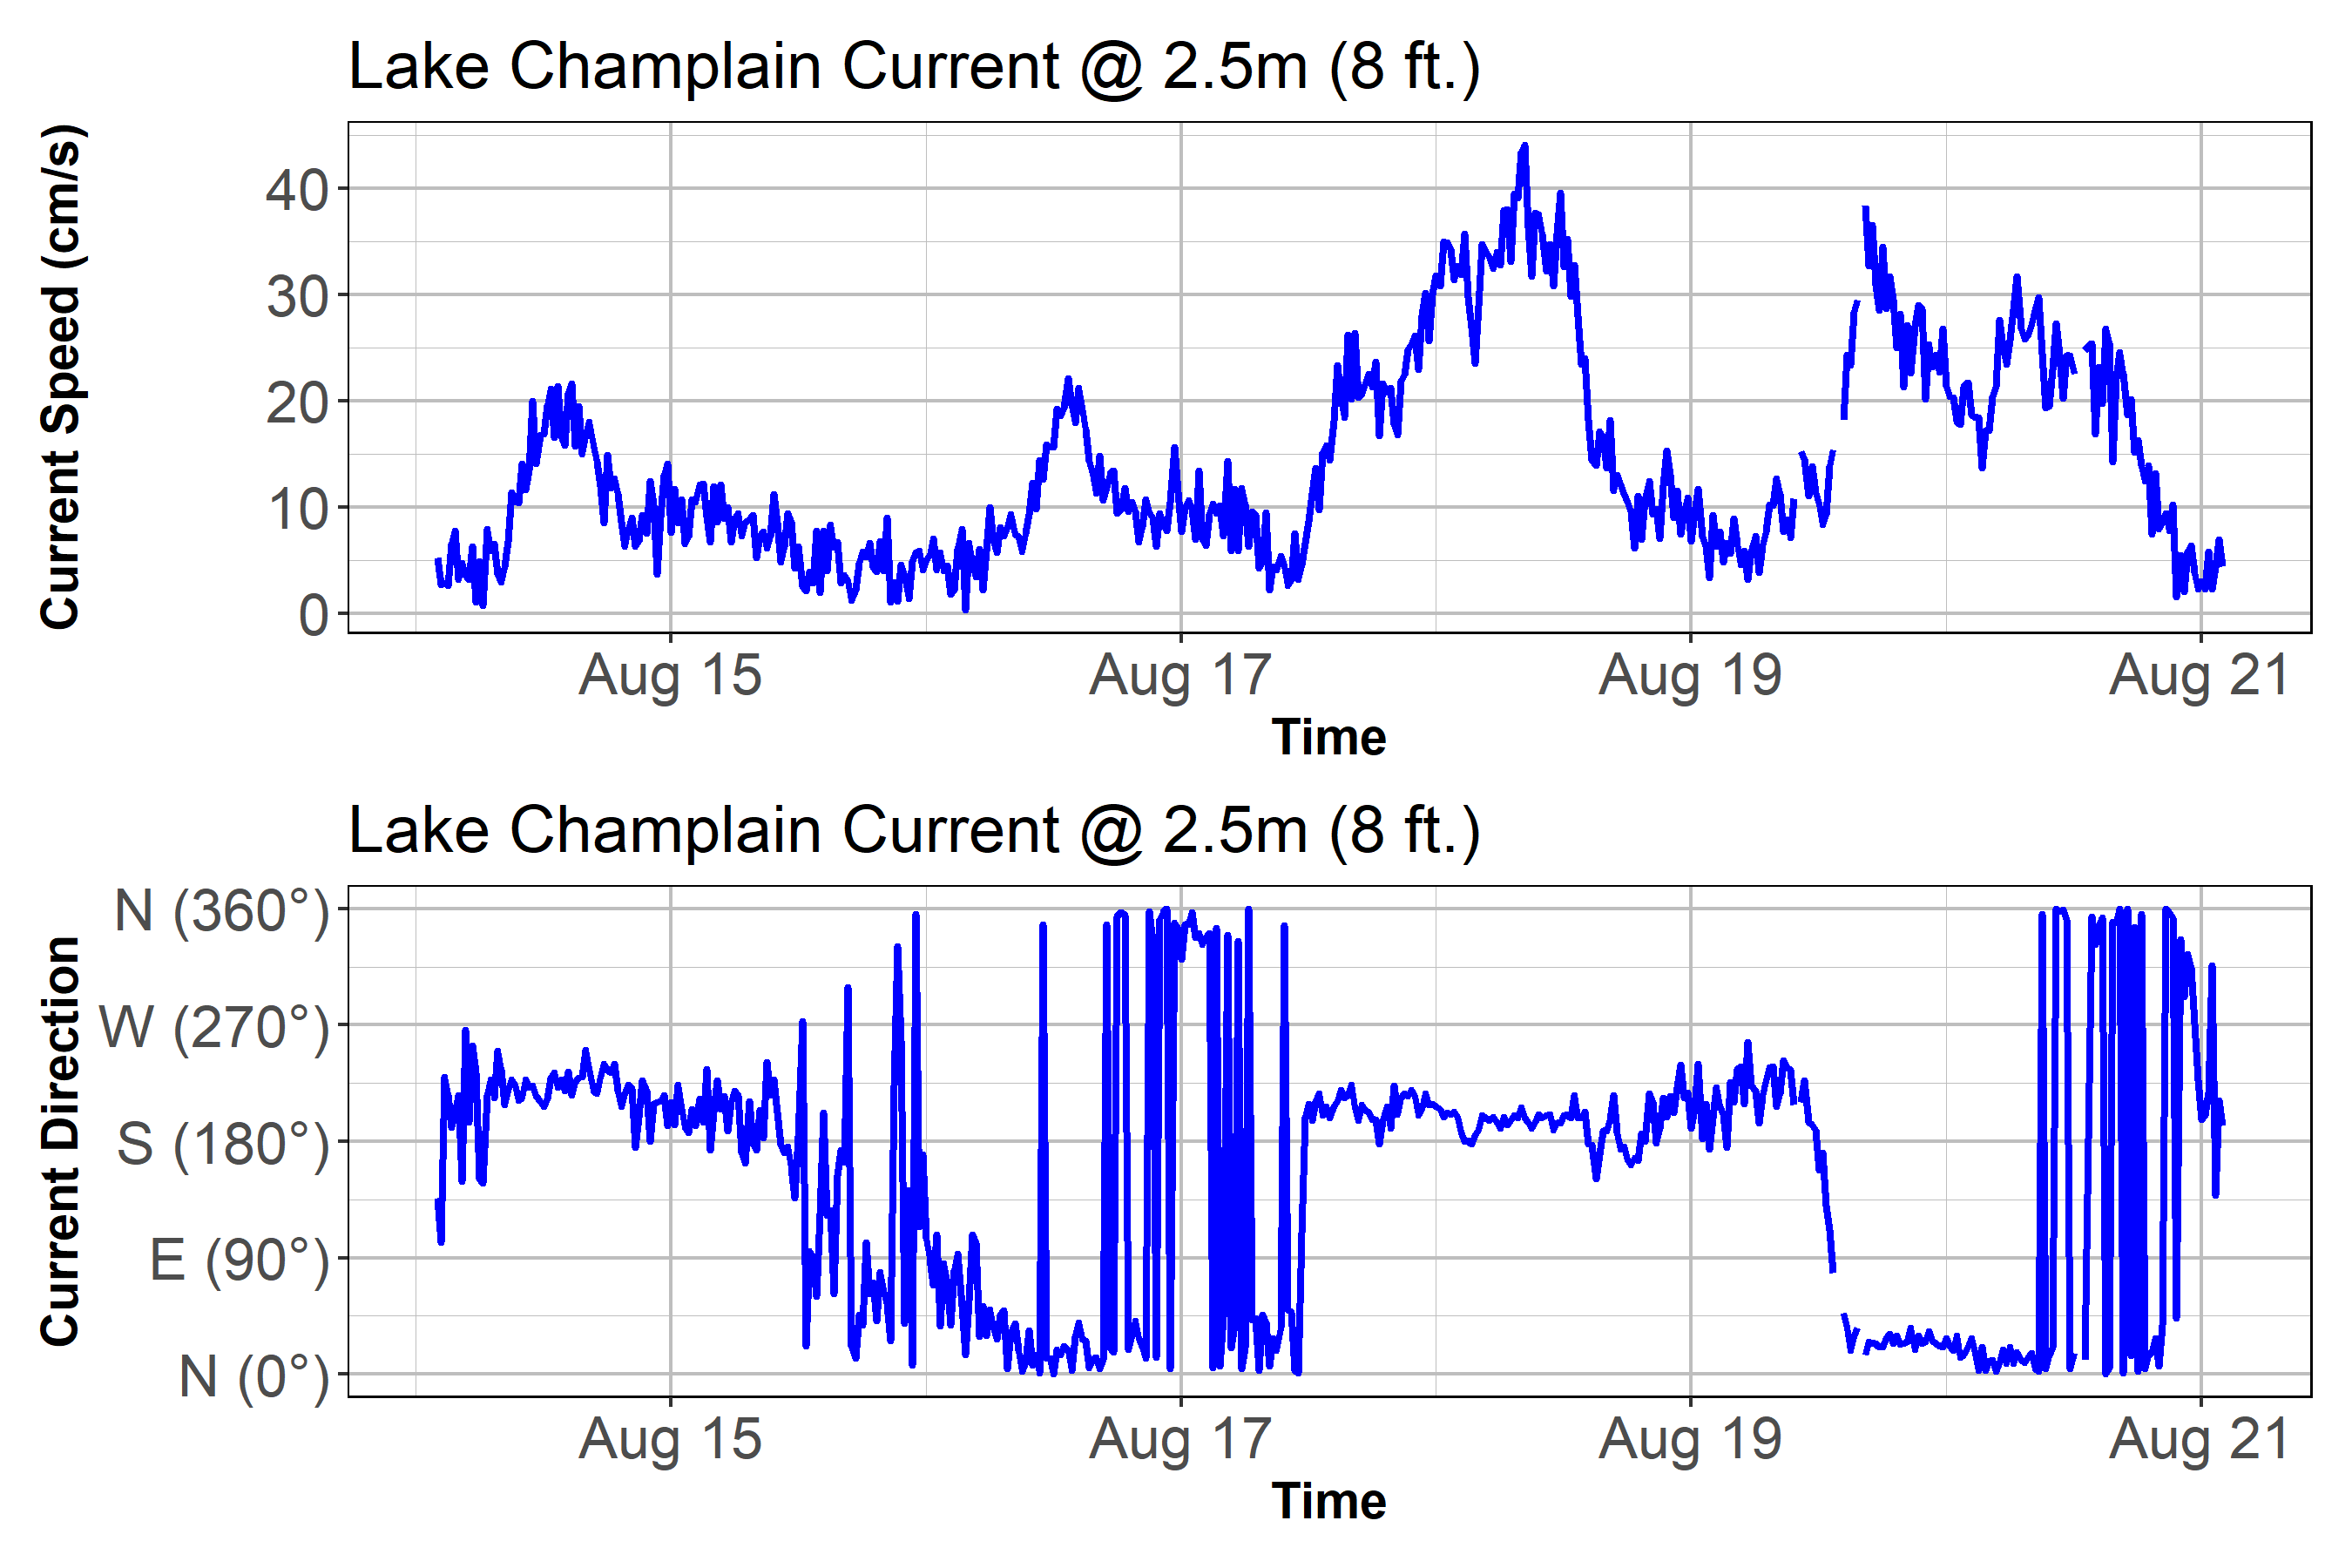 Lake Champlain Current @ 2.5m (8 ft.)
Current Speed (cm/s)
40
30
20
10
0
Aug 15 Aug 17 Aug 19 Aug 21
Time
Lake Champlain Current @ 2.5m (8 ft.)
Current Direction
N (360°)
W (270°)
S (180°)
E (90°)
N (0°)
Aug 15 Aug 17 Aug 19 Aug 21
Time